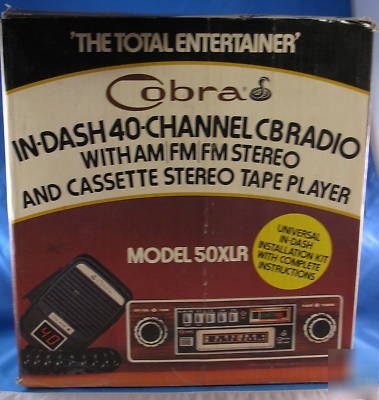 'THE TOTAL ENTERTAINER'
Cobra
IN-DASH 40-CHANNEL CB RADIO
WITH AM/FM/FM STEREO
AND CASSETTE STEREO TAPE PLAYER
MODEL 50XLR
UNIVERSAL
IN-DASH
INSTALLATION KIT
WITH COMPLETE
INSTRUCTIONS
40